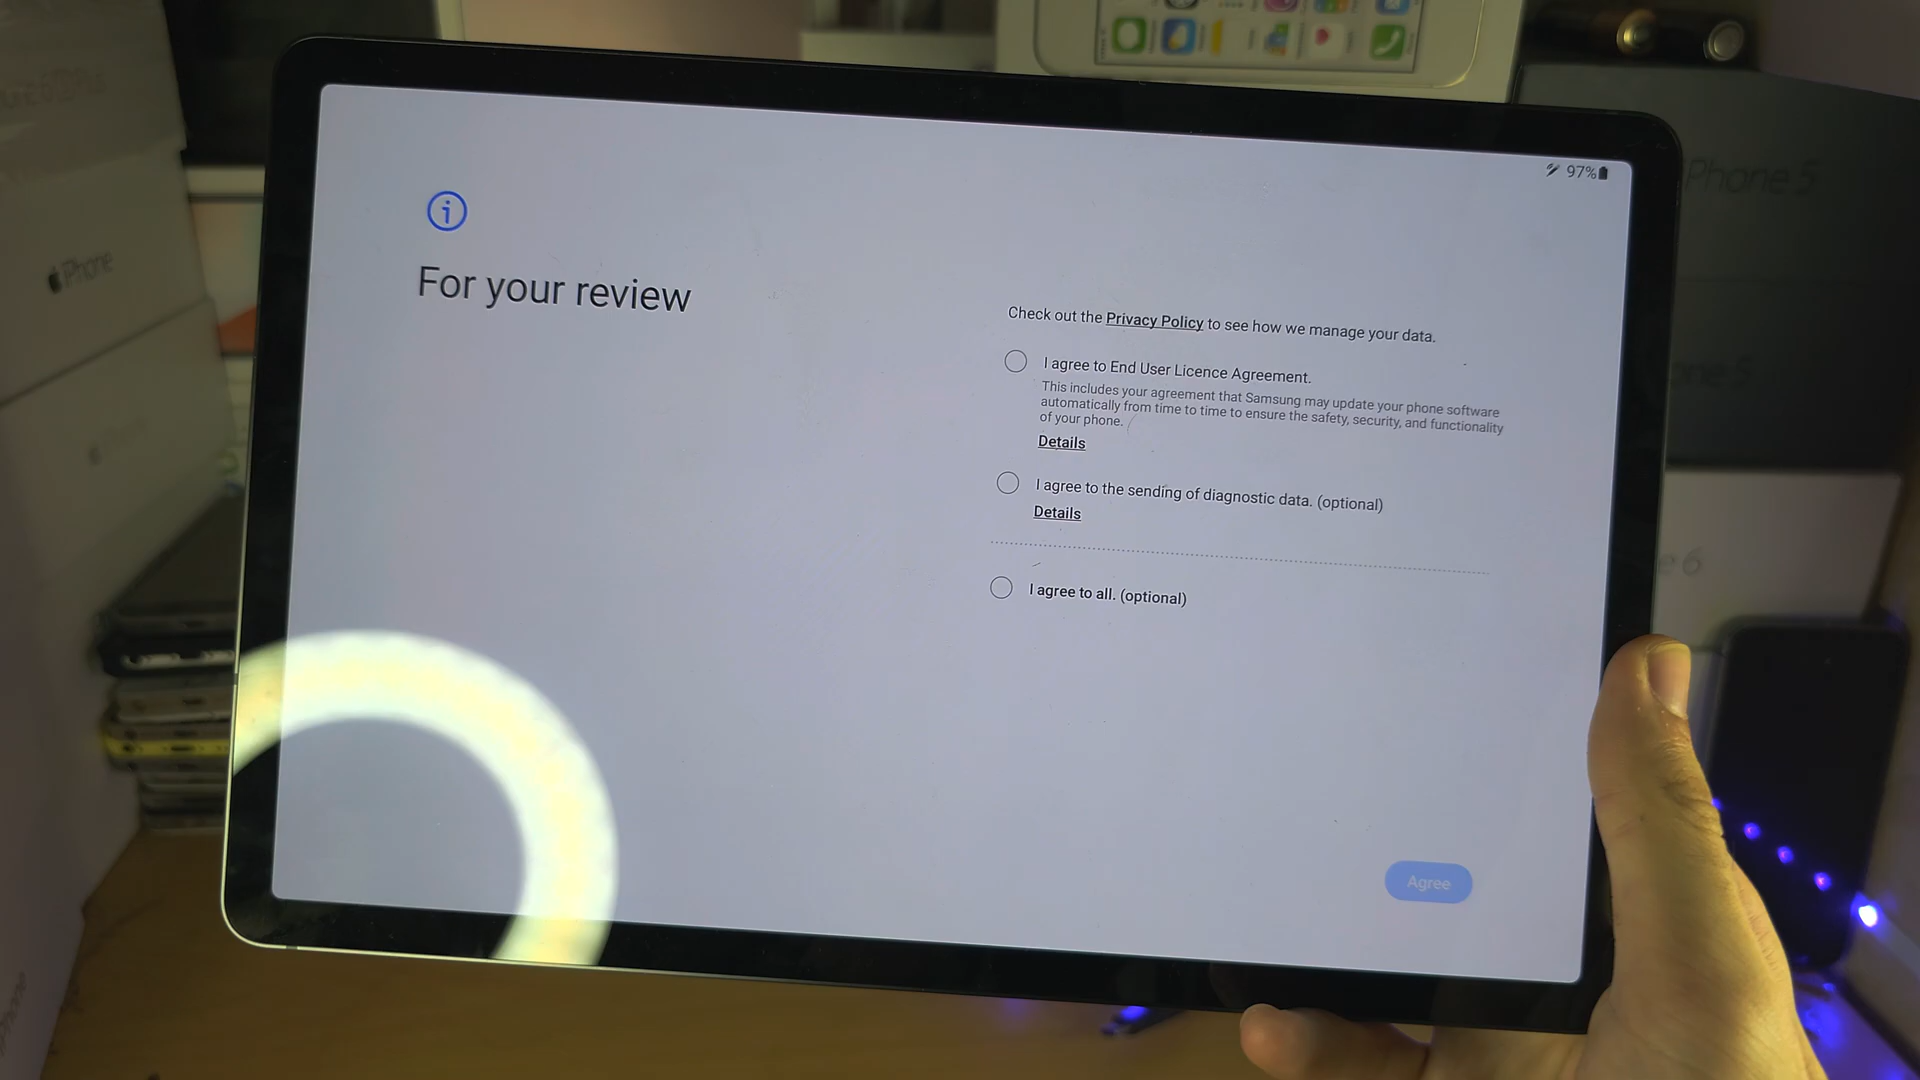 97%
For your review
Check out the Privacy Policy to see how we manage your data.
I agree to End User Licence Agreement.
This includes your agreement that Samsung may update your phone software
automatically from time to time to ensure the safety, security, and functionality
of your phone.
Details
I agree to the sending of diagnostic data. (optional)
Details
I agree to all. (optional)
Agree
iPhone
iPhone 5